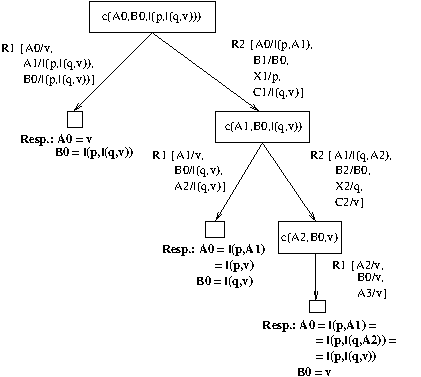 c(A0,B0,l(p,l(q,v)))
R1 [A0/v,
A1/l(p,l(q,v)),
B0/l(p,l(q,v))]
R2 [A0/l(p,A1),
B1/B0,
X1/p,
C1/l(q,v)]
Resp.: A0 = v
B0 = l(p,l(q,v))
c(A1,B0,l(q,v))
R1 [A1/v,
B0/l(q,v),
A2/l(q,v)]
R2 [A1/l(q,A2),
B2/B0,
X2/q,
C2/v]
Resp.: A0 = l(p,A1)
= l(p,v)
B0 = l(q,v)
c(A2,B0,v)
R1 [A2/v,
B0/v,
A3/v]
Resp.: A0 = l(p,A1) =
= l(p,l(q,A2)) =
= l(p,l(q,v))
B0 = v